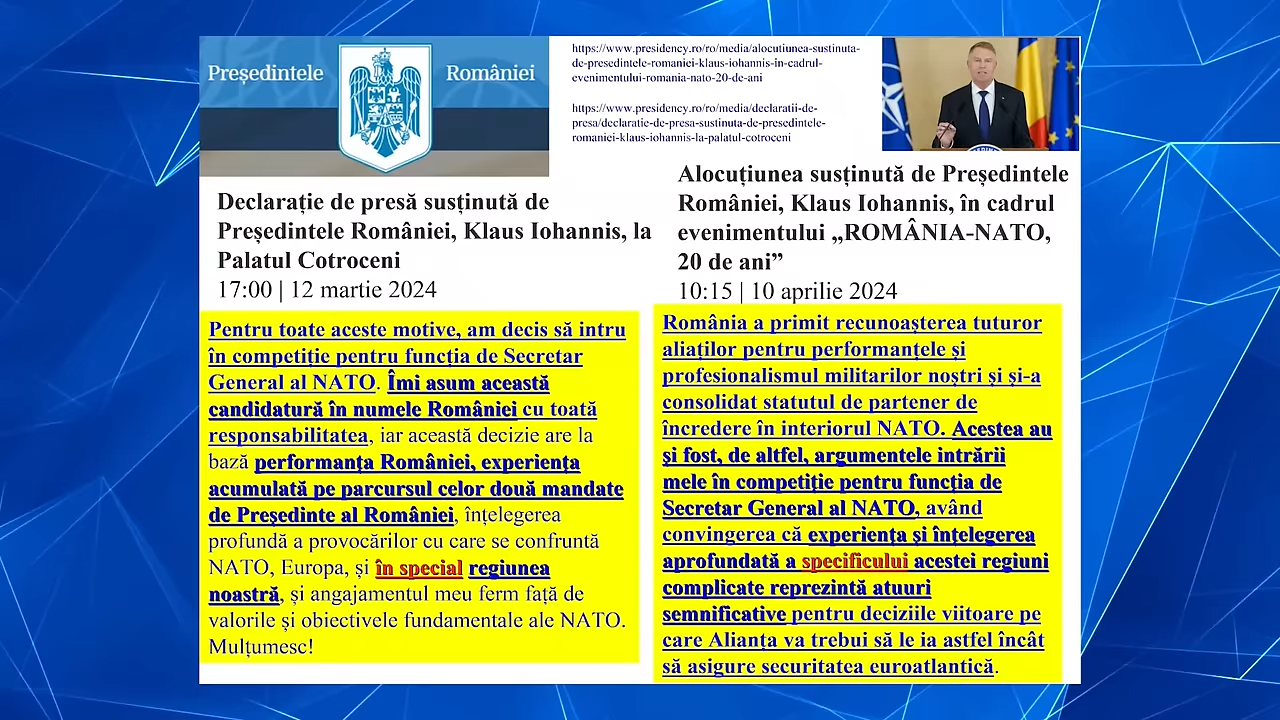 Președintele
României
https://www.presidency.ro/ro/media/alocutiunea-sustinuta-
de-presedintele-romaniei-klaus-iohannis-in-cadrul-
evenimentului-romania-nato-20-de-ani
https://www.presidency.ro/ro/media/declaratii-de-
presa/declaratie-de-presa-sustinuta-de-presedintele-
romaniei-klaus-iohannis-la-palatul-cotroceni
Declarație de presă susținută de
Președintele României, Klaus Iohannis, la
Palatul Cotroceni
17:00 | 12 martie 2024
Pentru toate aceste motive, am decis să intru
în competiție pentru funcția de Secretar
General al NATO. Îmi asum această
candidatură în numele României cu toată
responsabilitatea, iar această decizie are la
bază performanța României, experiența
acumulată pe parcursul celor două mandate
de Președinte al României, înțelegerea
profundă a provocărilor cu care se confruntă
NATO, Europa, și în special regiunea
noastră, și angajamentul meu ferm față de
valorile și obiectivele fundamentale ale NATO.
Mulțumesc!
Alocuțiunea susținută de Președintele
României, Klaus Iohannis, în cadrul
evenimentului „ROMÂNIA-NATO,
20 de ani”
10:15 | 10 aprilie 2024
România a primit recunoașterea tuturor
aliaților pentru performanțele și
profesionalismul militarilor noștri și și-a
consolidat statutul de partener de
încredere în interiorul NATO. Acestea au
și fost, de altfel, argumentele intrării
mele în competiție pentru funcția de
Secretar General al NATO, având
convingerea că experiența și înțelegerea
aprofundată a specificului acestei regiuni
complicate reprezintă atuuri
semnificative pentru deciziile viitoare pe
care Alianța va trebui să le ia astfel încât
să asigure securitatea euroatlantică.